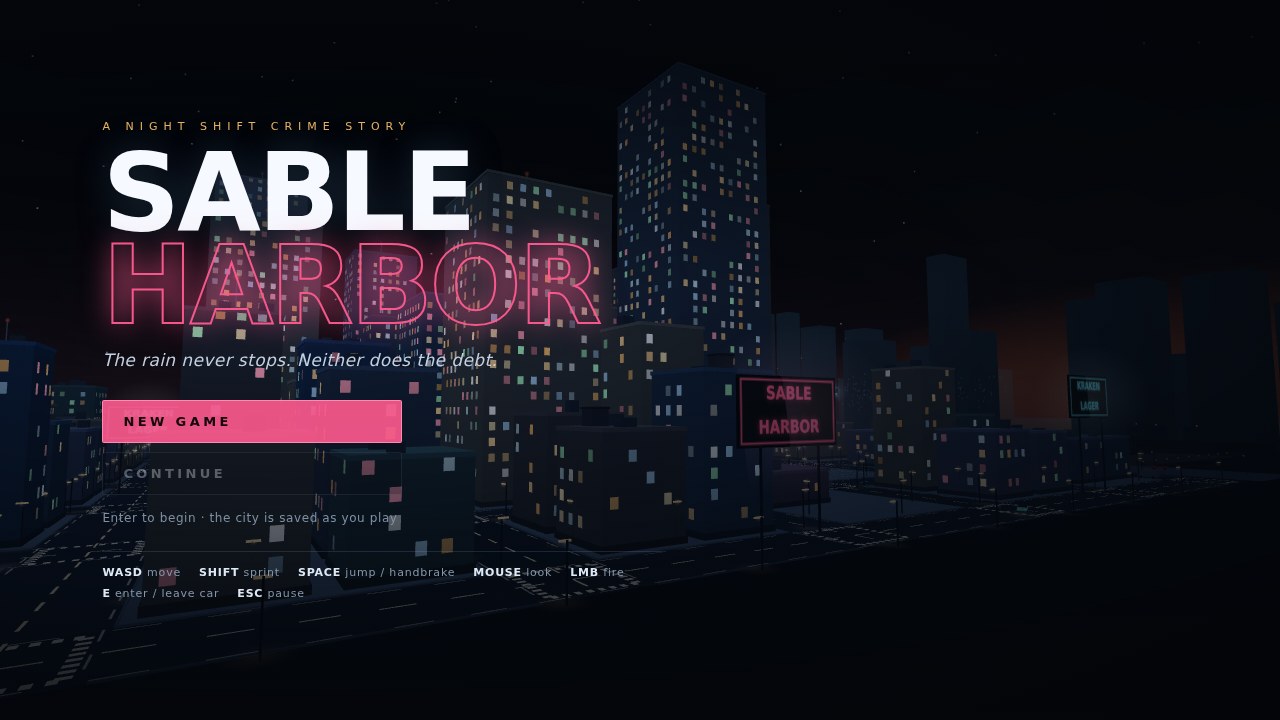 A NIGHT SHIFT CRIME STORY
SABLE
HARBOR
The rain never stops. Neither does the debt.
NEW GAME
CONTINUE
Enter to begin · the city is saved as you play
WASD move SHIFT sprint SPACE jump / handbrake MOUSE look LMB fire
E enter / leave car ESC pause
SABLE
HARBOR
KRAKEN
LAGER